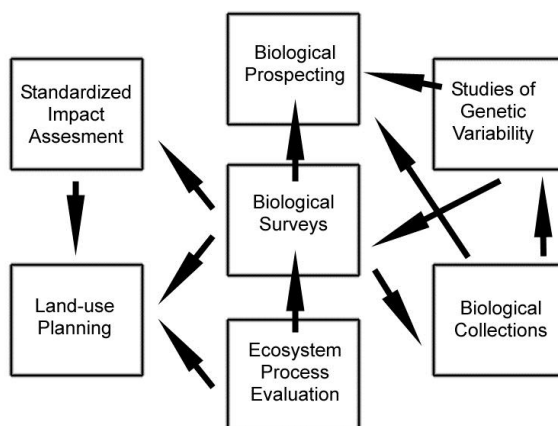 Biological
Prospecting
Standardized
Impact
Assesment
Studies of
Genetic
Variability
Biological
Surveys
Land-use
Planning
Biological
Collections
Ecosystem
Process
Evaluation